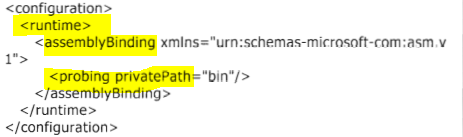 <configuration>
<runtime>
<assemblyBinding xmlns="urn:schemas-microsoft-com:asm.v
1">
<probing privatePath="bin"/>
</assemblyBinding>
</runtime>
</configuration>